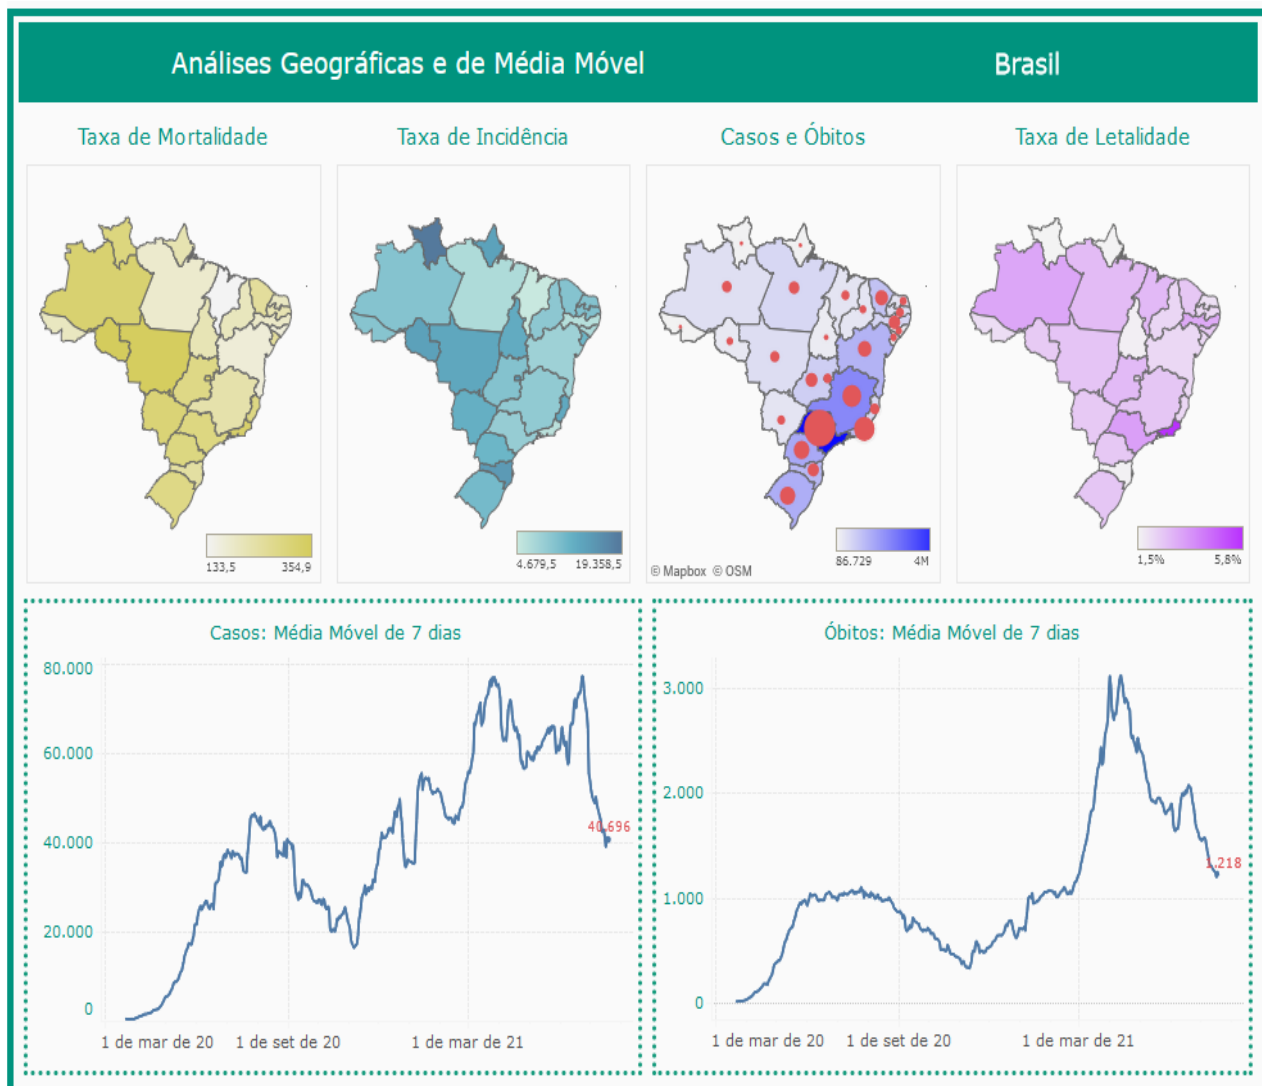 Análises Geográficas e de Média Móvel
Brasil
Taxa de Mortalidade
Taxa de Incidência
Casos e Óbitos
Taxa de Letalidade
133,5 354,9
4.679,5 19.358,5
© Mapbox © OSM
86.729 4M
1,5% 5,8%
Casos: Média Móvel de 7 dias
80.000
60.000
40.000
20.000
0
40.696
1 de mar de 20 1 de set de 20 1 de mar de 21
Óbitos: Média Móvel de 7 dias
3.000
2.000
1.000
0
1.218
1 de mar de 20 1 de set de 20 1 de mar de 21